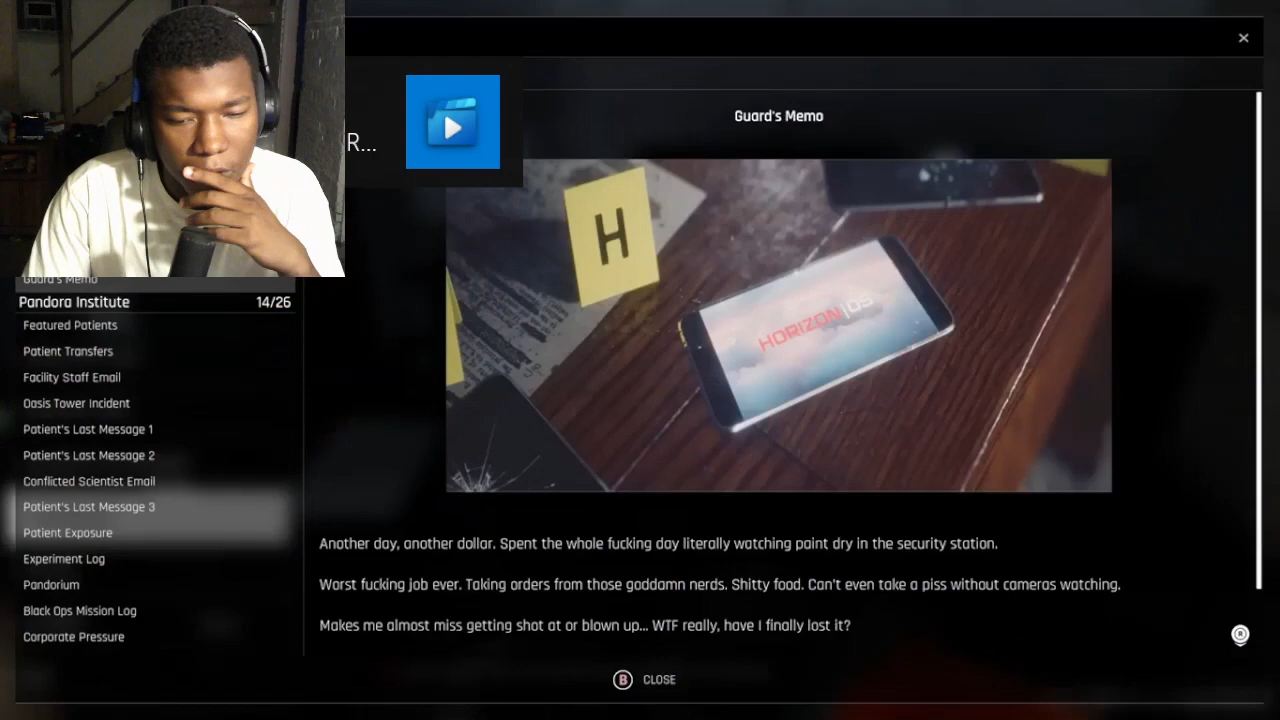 R...
Guard's Memo
H
HORIZON|OS
Guard's Memo
Pandora Institute 14/26
Featured Patients
Patient Transfers
Facility Staff Email
Oasis Tower Incident
Patient's Last Message 1
Patient's Last Message 2
Conflicted Scientist Email
Patient's Last Message 3
Patient Exposure
Experiment Log
Pandorium
Black Ops Mission Log
Corporate Pressure
Another day, another dollar. Spent the whole fucking day literally watching paint dry in the security station.
Worst fucking job ever. Taking orders from those goddamn nerds. Shitty food. Can't even take a piss without cameras watching.
Makes me almost miss getting shot at or blown up... WTF really, have I finally lost it?
R
B CLOSE